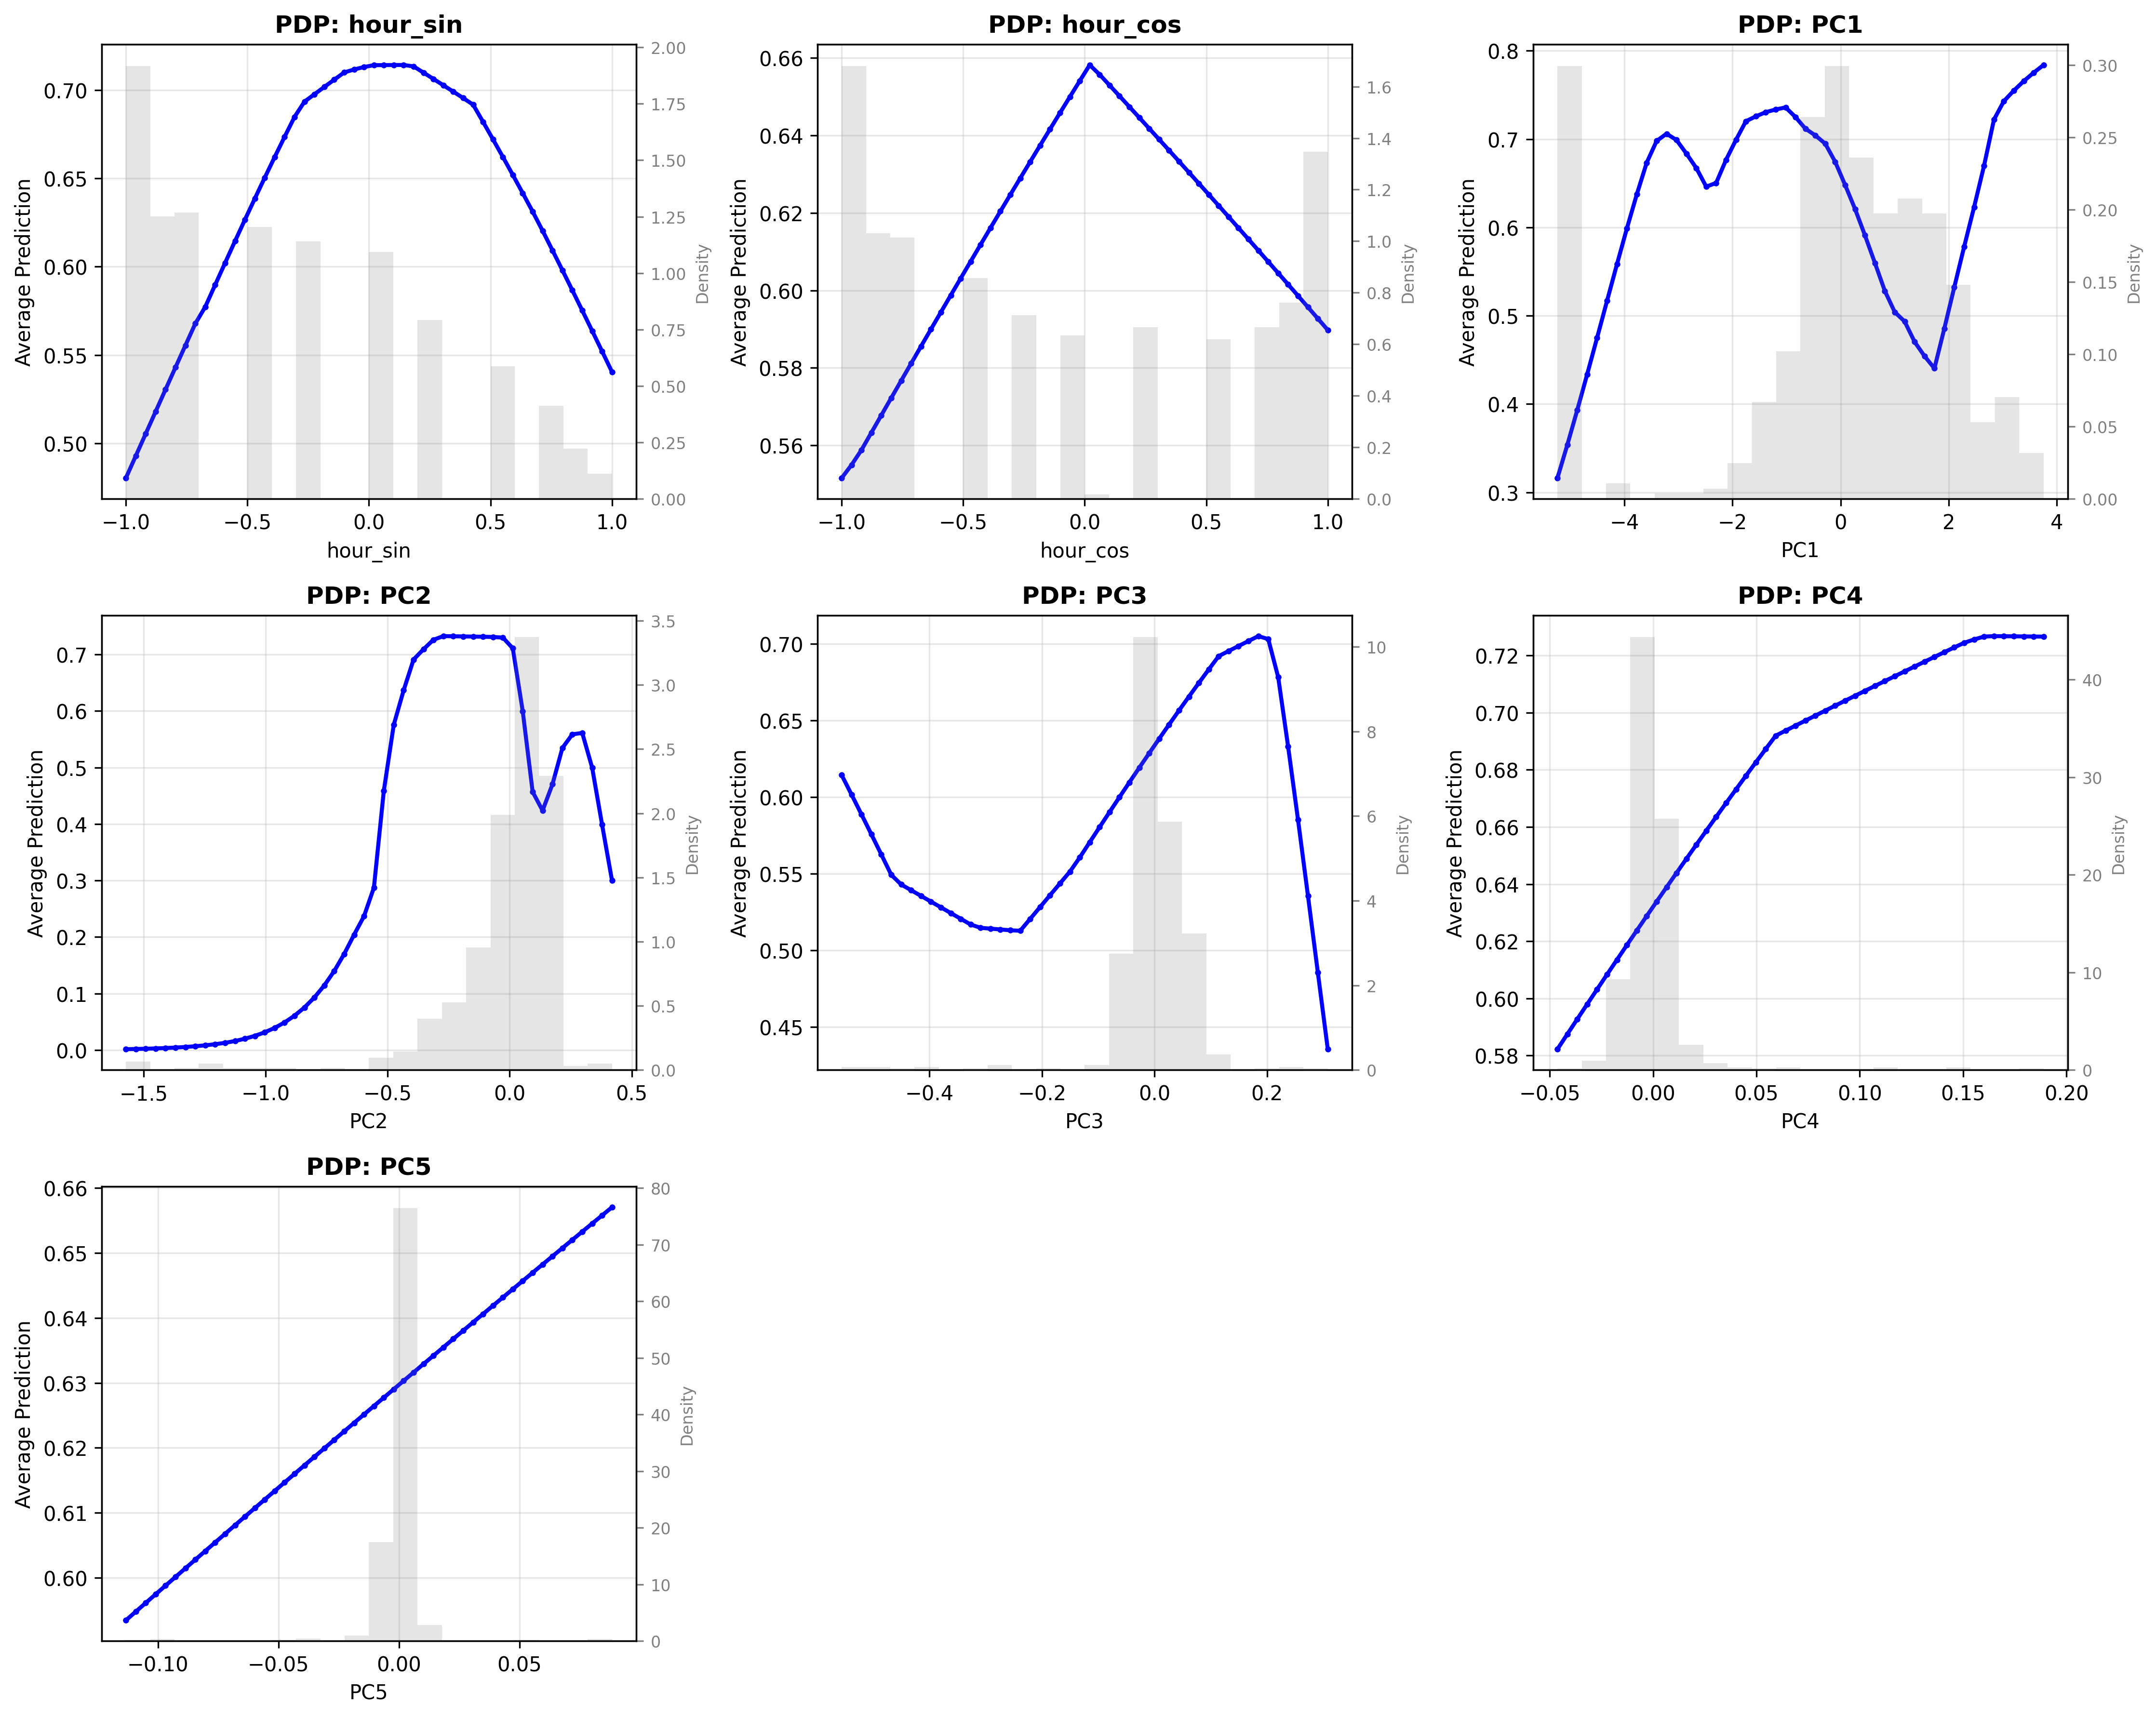 PDP: hour_sin
0.50
0.55
0.60
0.65
0.70
Average Prediction
−1.0 −0.5 0.0 0.5 1.0
hour_sin
0.00
0.25
0.50
0.75
1.00
1.25
1.50
1.75
2.00
Density
PDP: hour_cos
0.56
0.58
0.60
0.62
0.64
0.66
Average Prediction
−1.0 −0.5 0.0 0.5 1.0
hour_cos
0.0
0.2
0.4
0.6
0.8
1.0
1.2
1.4
1.6
Density
PDP: PC1
0.3
0.4
0.5
0.6
0.7
0.8
Average Prediction
−4 −2 0 2 4
PC1
0.00
0.05
0.10
0.15
0.20
0.25
0.30
Density
PDP: PC2
0.0
0.1
0.2
0.3
0.4
0.5
0.6
0.7
Average Prediction
−1.5 −1.0 −0.5 0.0 0.5
PC2
0.0
0.5
1.0
1.5
2.0
2.5
3.0
3.5
Density
PDP: PC3
0.45
0.50
0.55
0.60
0.65
0.70
Average Prediction
−0.4 −0.2 0.0 0.2
PC3
0
2
4
6
8
10
Density
PDP: PC4
0.58
0.60
0.62
0.64
0.66
0.68
0.70
0.72
Average Prediction
−0.05 0.00 0.05 0.10 0.15 0.20
PC4
0
10
20
30
40
Density
PDP: PC5
0.60
0.61
0.62
0.63
0.64
0.65
0.66
Average Prediction
−0.10 −0.05 0.00 0.05
PC5
0
10
20
30
40
50
60
70
80
Density